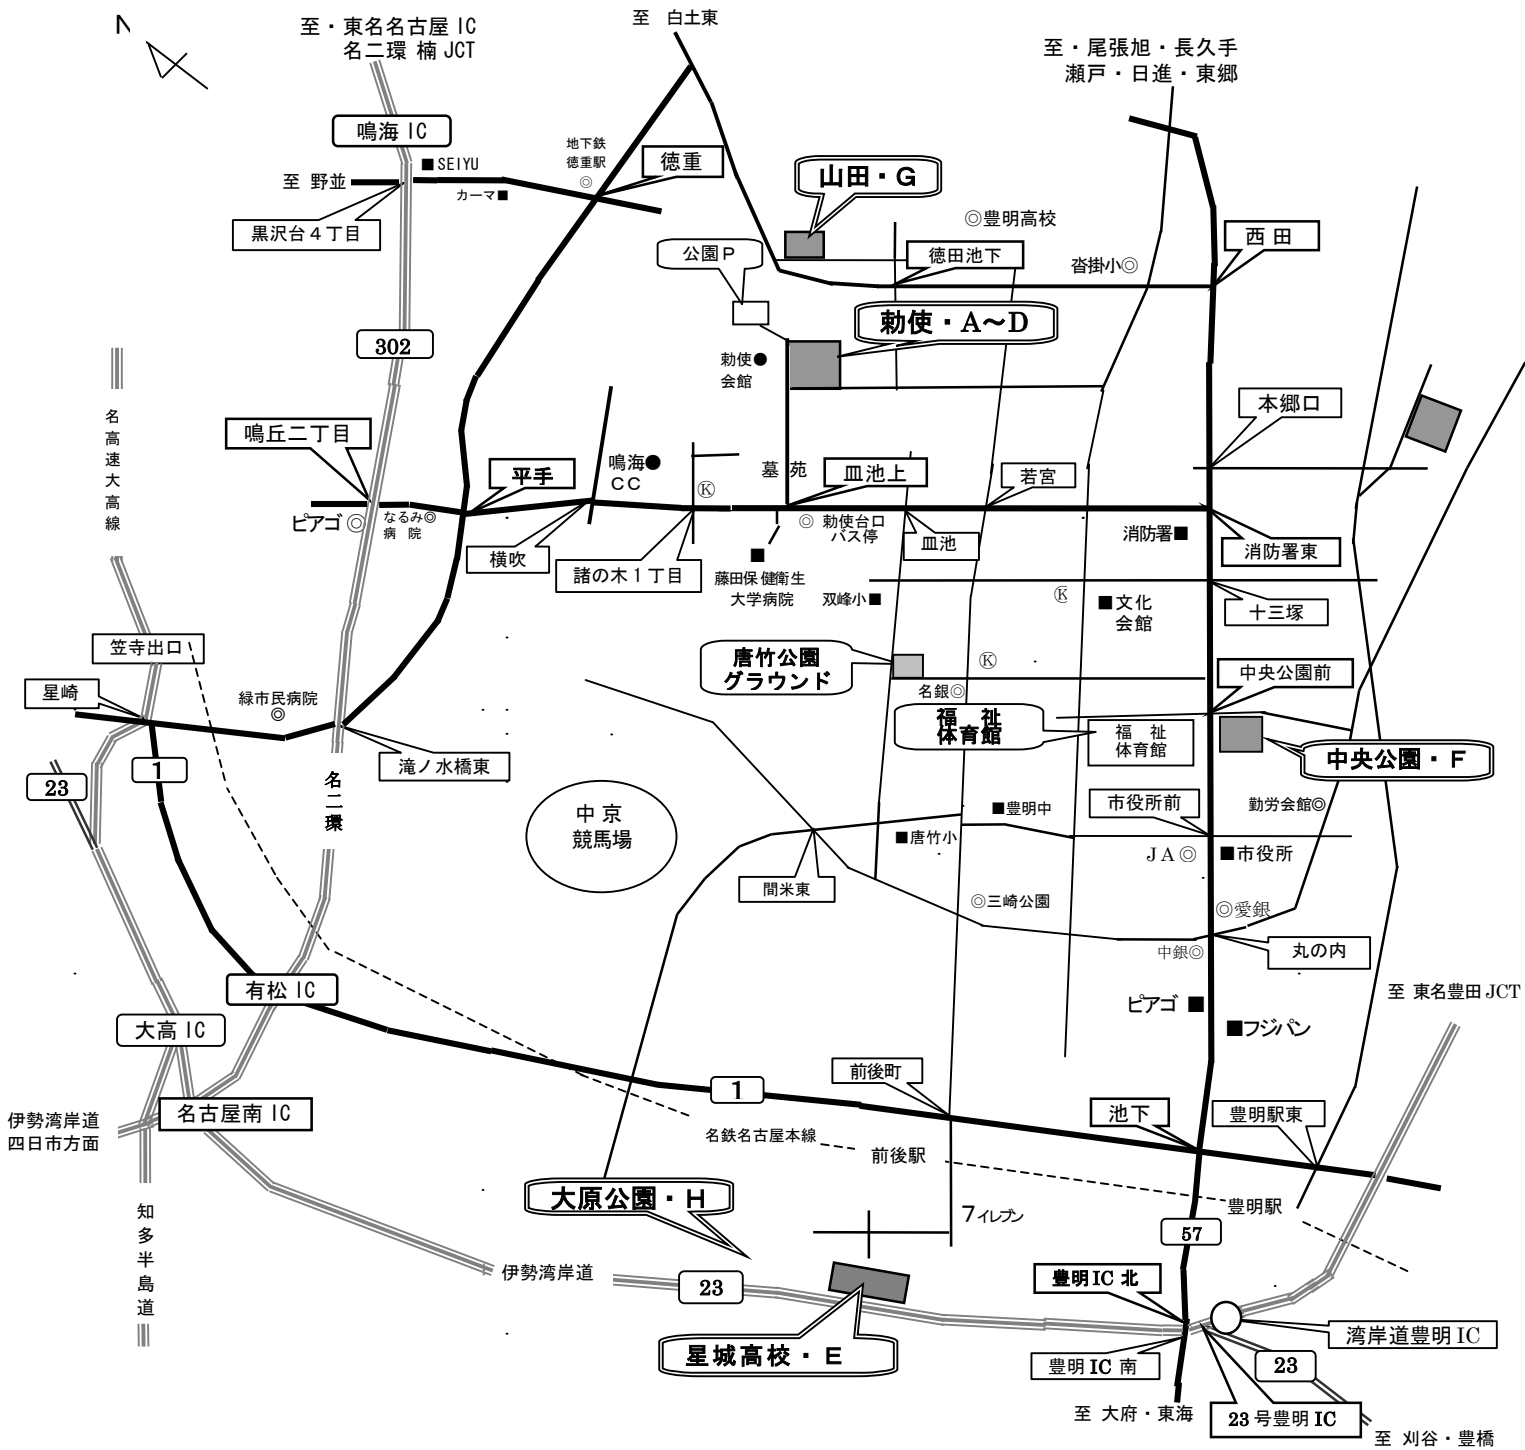 N
至・東名名古屋 IC
名二環 楠 JCT
至 白土東
至・尾張旭・長久手
瀬戸・日進・東郷
鳴海 IC
■SEIYU
地下鉄
徳重駅
◎
徳重
山田・G
至 野並
カーマ■
黒沢台４丁目
◎豊明高校
西 田
公園Ｐ
徳田池下
沓掛小◎
勅使・A～D
302
勅使●
会館
名高速大高線
本郷口
鳴丘二丁目
平手
鳴海●
ＣＣ
墓 苑
皿池上
若宮
Ⓚ
ピアゴ◎
なるみ◎
病 院
◎ 勅使台口
バス停
皿池
消防署■
消防署東
横吹
諸の木１丁目
■
藤田保健衛生
大学病院
双峰小■
Ⓚ
■文化
会館
十三塚
笠寺出口
唐竹公園
グラウンド
Ⓚ
中央公園前
星崎
緑市民病院
◎
名銀◎
福 祉
体育館
福 祉
体育館
滝ノ水橋東
中央公園・Ｆ
1
23
名二環
中 京
競馬場
■豊明中
市役所前
勤労会館◎
■唐竹小
ＪＡ◎
■市役所
間米東
◎三崎公園
◎愛銀
中銀◎
丸の内
有松 IC
至 東名豊田 JCT
ピアゴ ■
■フジパン
大高 IC
前後町
1
名古屋南 IC
伊勢湾岸道
四日市方面
池下
豊明駅東
名鉄名古屋本線
前後駅
大原公園・Ｈ
豊明駅
知多半島道
７イレブン
57
伊勢湾岸道
23
豊明 IC 北
湾岸道豊明 IC
星城高校・Ｅ
豊明 IC 南
23
至 大府・東海
23 号豊明 IC
至 刈谷・豊橋